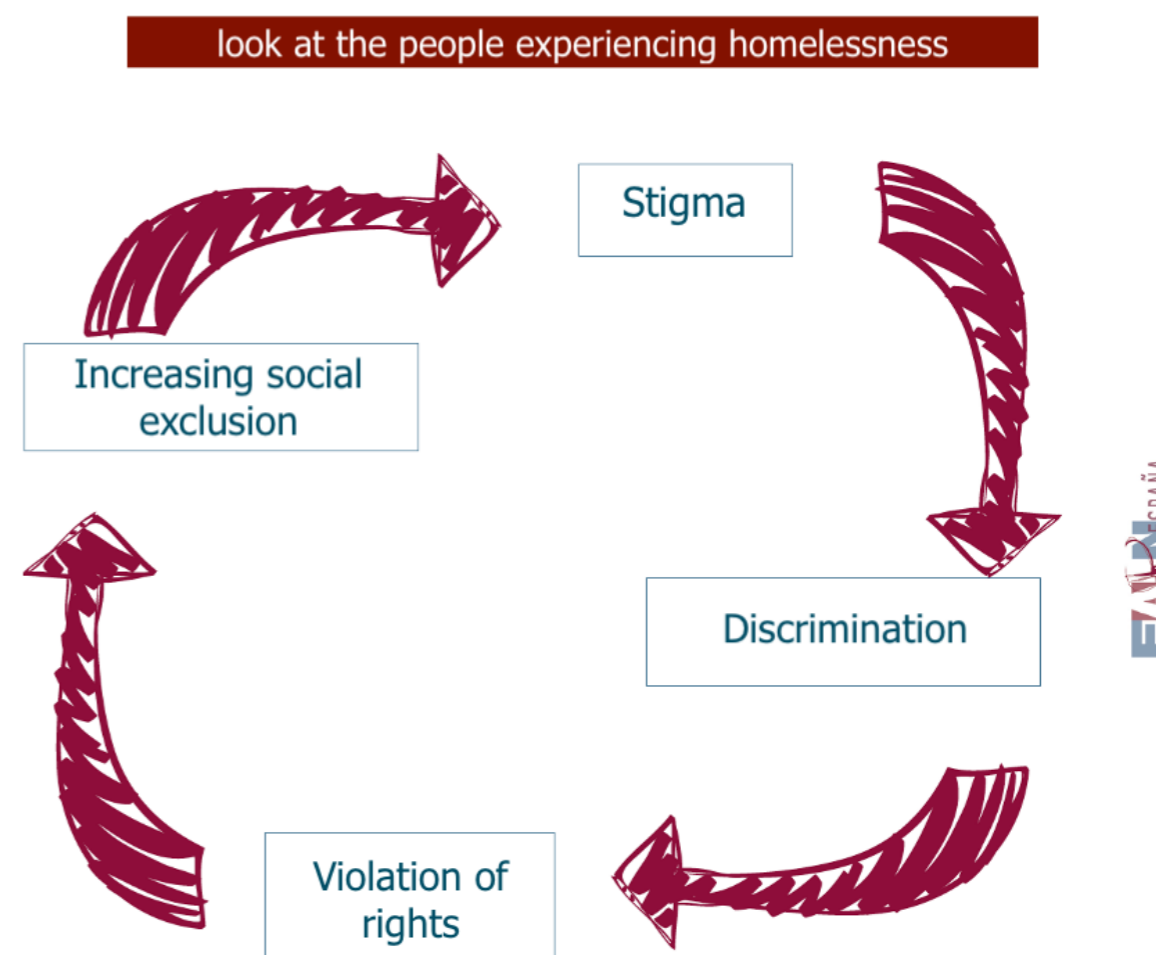 look at the people experiencing homelessness
Stigma
Increasing social
exclusion
Discrimination
Violation of
rights